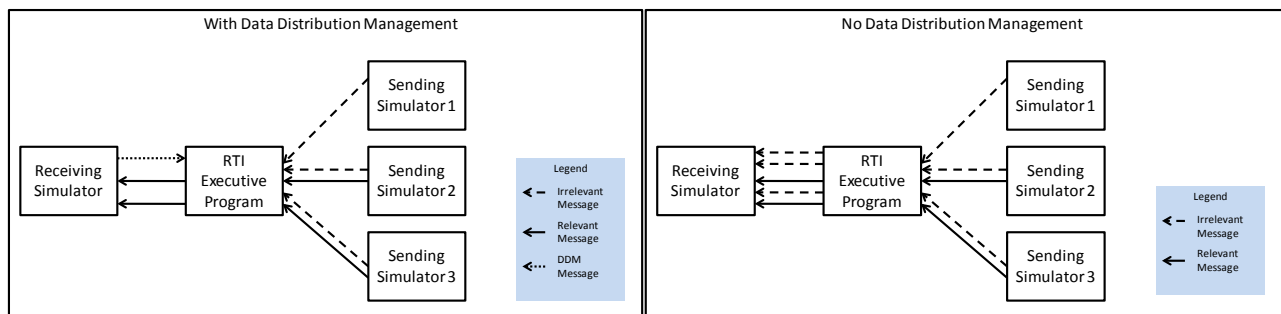 With Data Distribution Management
Sending
Simulator 1
Receiving
Simulator
RTI
Executive
Program
Sending
Simulator 2
Sending
Simulator 3
Legend
Irrelevant
Message
Relevant
Message
DDM
Message
No Data Distribution Management
Sending
Simulator 1
Receiving
Simulator
RTI
Executive
Program
Sending
Simulator 2
Sending
Simulator 3
Legend
Irrelevant
Message
Relevant
Message